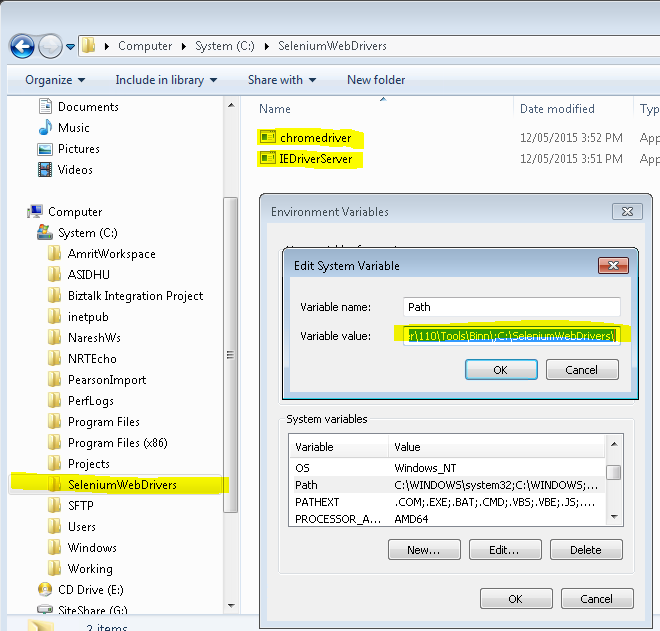 Computer ▸ System (C:) ▸ SeleniumWebDrivers
Organize Include in library Share with New folder
Documents
Music
Pictures
Videos
Computer
System (C:)
AmritWorkspace
ASIDHU
Biztalk Integration Project
inetpub
NareshWs
NRTEcho
PearsonImport
PerfLogs
Program Files
Program Files (x86)
Projects
SeleniumWebDrivers
SFTP
Users
Windows
Working
CD Drive (E:)
SiteShare (G:)
2 items
Name Date modified Typ
chromedriver 12/05/2015 3:52 PM App
IEDriverServer 12/05/2015 3:51 PM App
Environment Variables
Edit System Variable
Variable name: Path
Variable value: er\110\Tools\Binn\;C:\SeleniumWebDrivers\
OK Cancel
System variables
Variable Value
OS Windows_NT
Path C:\WINDOWS\system32;C:\WINDOWS;...
PATHEXT .COM;.EXE;.BAT;.CMD;.VBS;.VBE;.JS;....
PROCESSOR_A... AMD64
New... Edit... Delete
OK Cancel